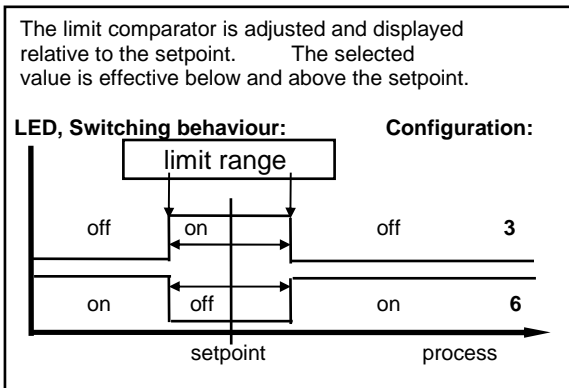 The limit comparator is adjusted and displayed
relative to the setpoint. The selected
value is effective below and above the setpoint.
LED, Switching behaviour: Configuration:
limit range
off on off 3
on off on 6
setpoint process